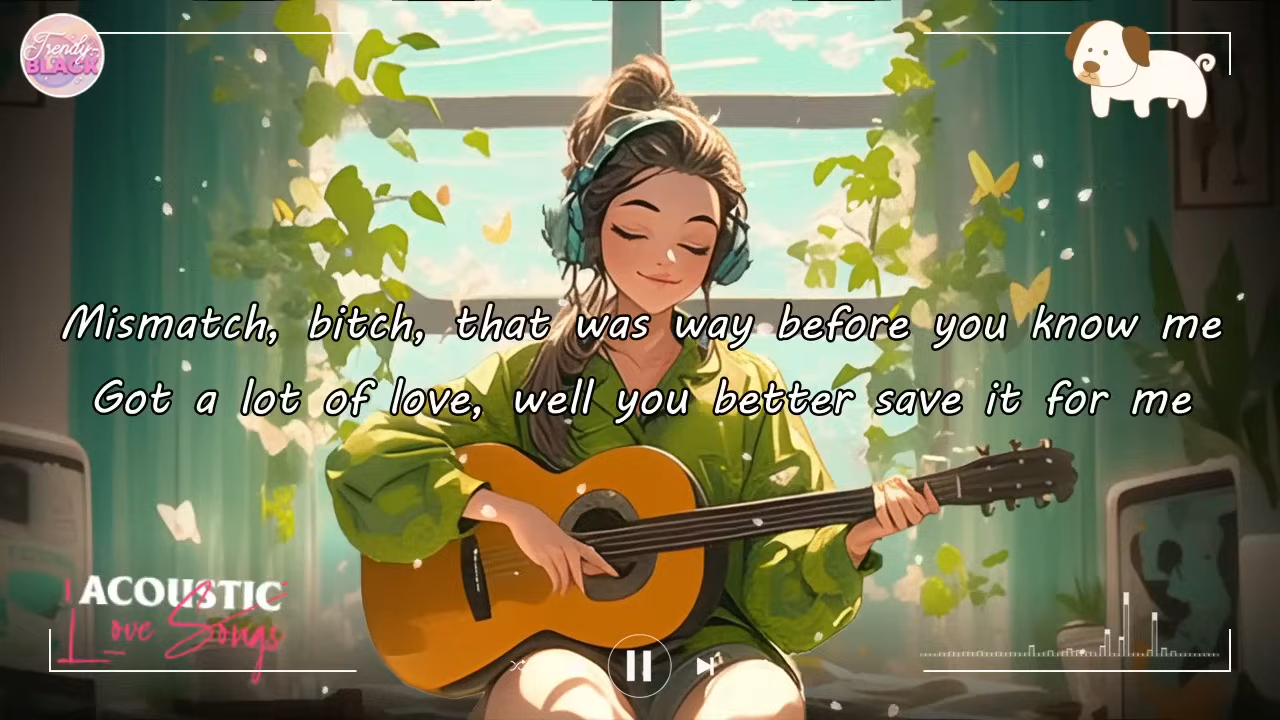 Trendy
BLACK
Mismatch, bitch, that was way before you know me
Got a lot of love, well you better save it for me
ACOUSTIC
Love Songs